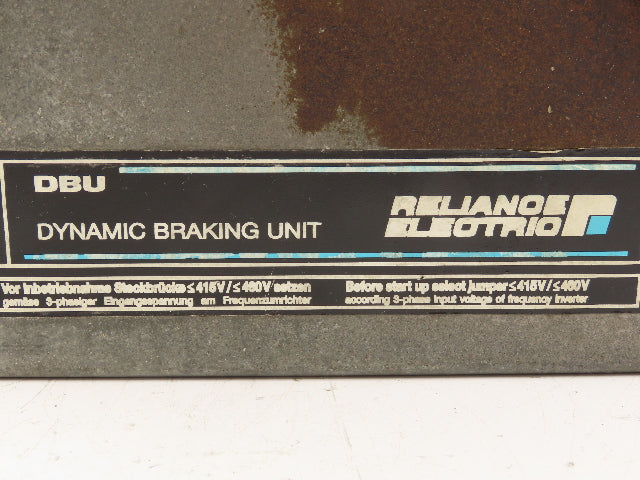 DBU
DYNAMIC BRAKING UNIT
RELIANCE
ELECTRIC
Vor Inbetriebnahme Steckbrücke ≤415V/≤460V setzen
gemäss 3-phasiger Eingangsspannung am Frequenzumrichter
Before start up select jumper ≤415V/≤460V
according 3-phase input voltage of frequency inverter